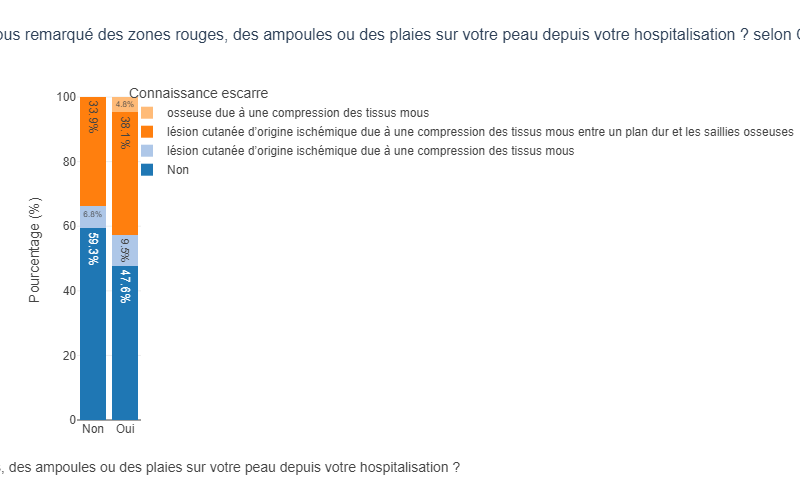 ous remarqué des zones rouges, des ampoules ou des plaies sur votre peau depuis votre hospitalisation ? selon
Connaissance escarre
osseuse due à une compression des tissus mous
lésion cutanée d'origine ischémique due à une compression des tissus mous entre un plan dur et les saillies osseuses
lésion cutanée d'origine ischémique due à une compression des tissus mous
Non
Pourcentage (%)
100
80
60
40
20
0
33.9%
6.8%
59.3%
4.8%
38.1%
9.5%
47.6%
Non Oui
, des ampoules ou des plaies sur votre peau depuis votre hospitalisation ?